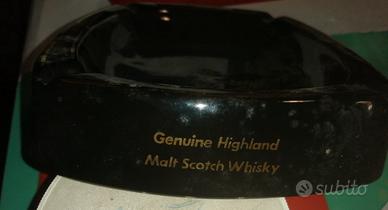 Genuine Highland
Malt Scotch Whisky
subito